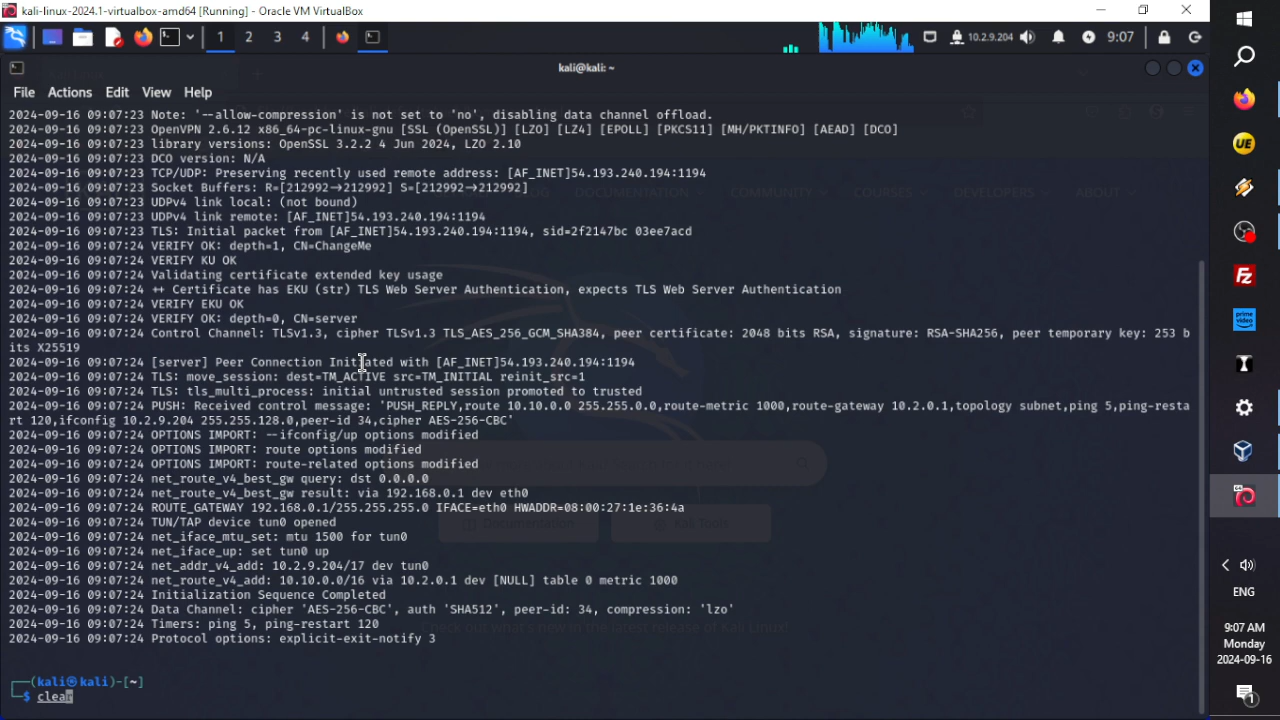 kali-linux-2024.1-virtualbox-amd64 [Running] - Oracle VM VirtualBox
1 2 3 4 10.2.9.204 9:07
kali@kali: ~
File Actions Edit View Help
2024-09-16 09:07:23 Note: '--allow-compression' is not set to 'no', disabling data channel offload.
2024-09-16 09:07:23 OpenVPN 2.6.12 x86_64-pc-linux-gnu [SSL (OpenSSL)] [LZO] [LZ4] [EPOLL] [PKCS11] [MH/PKTINFO] [AEAD] [DCO]
2024-09-16 09:07:23 library versions: OpenSSL 3.2.2 4 Jun 2024, LZO 2.10
2024-09-16 09:07:23 DCO version: N/A
2024-09-16 09:07:23 TCP/UDP: Preserving recently used remote address: [AF_INET]54.193.240.194:1194
2024-09-16 09:07:23 Socket Buffers: R=[212992→212992] S=[212992→212992]
2024-09-16 09:07:23 UDPv4 link local: (not bound)
2024-09-16 09:07:23 UDPv4 link remote: [AF_INET]54.193.240.194:1194
2024-09-16 09:07:23 TLS: Initial packet from [AF_INET]54.193.240.194:1194, sid=2f2147bc 03ee7acd
2024-09-16 09:07:24 VERIFY OK: depth=1, CN=ChangeMe
2024-09-16 09:07:24 VERIFY KU OK
2024-09-16 09:07:24 Validating certificate extended key usage
2024-09-16 09:07:24 ++ Certificate has EKU (str) TLS Web Server Authentication, expects TLS Web Server Authentication
2024-09-16 09:07:24 VERIFY EKU OK
2024-09-16 09:07:24 VERIFY OK: depth=0, CN=server
2024-09-16 09:07:24 Control Channel: TLSv1.3, cipher TLSv1.3 TLS_AES_256_GCM_SHA384, peer certificate: 2048 bits RSA, signature: RSA-SHA256, peer temporary key: 253 b
its X25519
2024-09-16 09:07:24 [server] Peer Connection Initiated with [AF_INET]54.193.240.194:1194
2024-09-16 09:07:24 TLS: move_session: dest=TM_ACTIVE src=TM_INITIAL reinit_src=1
2024-09-16 09:07:24 TLS: tls_multi_process: initial untrusted session promoted to trusted
2024-09-16 09:07:24 PUSH: Received control message: 'PUSH_REPLY,route 10.10.0.0 255.255.0.0,route-metric 1000,route-gateway 10.2.0.1,topology subnet,ping 5,ping-resta
rt 120,ifconfig 10.2.9.204 255.255.128.0,peer-id 34,cipher AES-256-CBC'
2024-09-16 09:07:24 OPTIONS IMPORT: --ifconfig/up options modified
2024-09-16 09:07:24 OPTIONS IMPORT: route options modified
2024-09-16 09:07:24 OPTIONS IMPORT: route-related options modified
2024-09-16 09:07:24 net_route_v4_best_gw query: dst 0.0.0.0
2024-09-16 09:07:24 net_route_v4_best_gw result: via 192.168.0.1 dev eth0
2024-09-16 09:07:24 ROUTE_GATEWAY 192.168.0.1/255.255.255.0 IFACE=eth0 HWADDR=08:00:27:1e:36:4a
2024-09-16 09:07:24 TUN/TAP device tun0 opened
2024-09-16 09:07:24 net_iface_mtu_set: mtu 1500 for tun0
2024-09-16 09:07:24 net_iface_up: set tun0 up
2024-09-16 09:07:24 net_addr_v4_add: 10.2.9.204/17 dev tun0
2024-09-16 09:07:24 net_route_v4_add: 10.10.0.0/16 via 10.2.0.1 dev [NULL] table 0 metric 1000
2024-09-16 09:07:24 Initialization Sequence Completed
2024-09-16 09:07:24 Data Channel: cipher 'AES-256-CBC', auth 'SHA512', peer-id: 34, compression: 'lzo'
2024-09-16 09:07:24 Timers: ping 5, ping-restart 120
2024-09-16 09:07:24 Protocol options: explicit-exit-notify 3
DOCUMENTATION COMMUNITY COURSES DEVELOPERS ABOUT
Documentation Kali Tools
Check out what's new in the latest release of Kali Linux!
┌──(kali㉿kali)-[~]
└─$ clear
UE
ENG
9:07 AM
Monday
2024-09-16
1